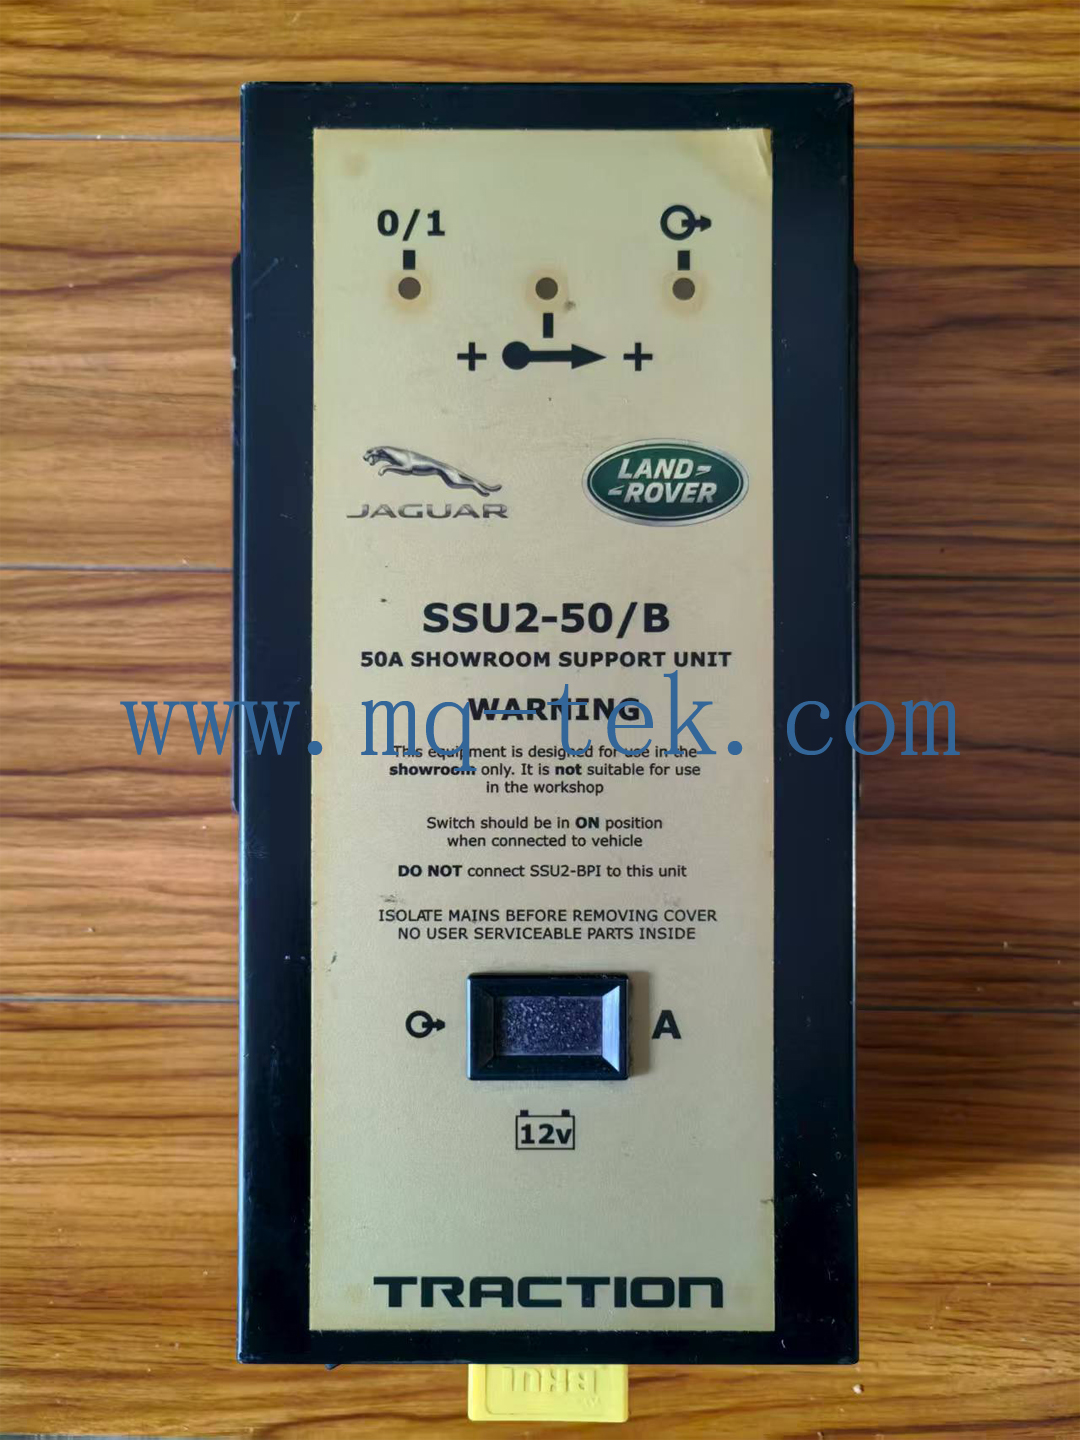 0/1
+ +
JAGUAR
LAND-
-ROVER
SSU2-50/B
50A SHOWROOM SUPPORT UNIT
WARNING
www.mq-tek.com
This equipment is designed for use in the
showroom only. It is not suitable for use
in the workshop
Switch should be in ON position
when connected to vehicle
DO NOT connect SSU2-BPI to this unit
ISOLATE MAINS BEFORE REMOVING COVER
NO USER SERVICEABLE PARTS INSIDE
A
12v
TRACTION